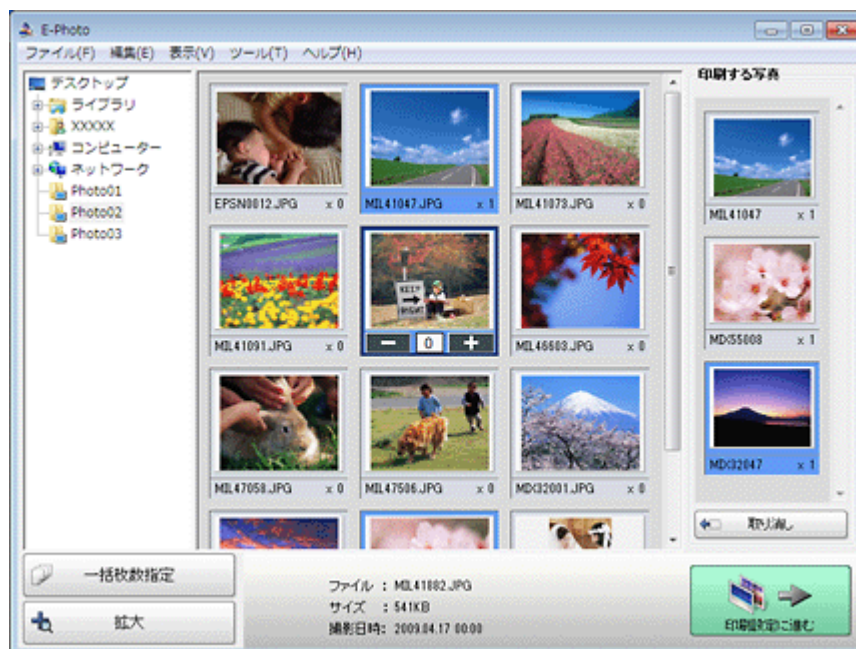 E-Photo
ファイル(F) 編集(E) 表示(V) ツール(T) ヘルプ(H)
デスクトップ
ライブラリ
XXXXX
コンピューター
ネットワーク
Photo01
Photo02
Photo03
EPSN0012.JPG x 0
MIL41047.JPG x 1
MIL41073.JPG x 0
MIL41091.JPG x 0
KEEP
RIGHT
0
MIL46603.JPG x 0
MIL47058.JPG x 0
MIL47506.JPG x 0
MDX32001.JPG x 0
印刷する写真
MIL41047 x 1
MDX55008 x 1
MDX32047 x 1
取り消し
一括枚数指定
拡大
ファイル : MIL41882.JPG
サイズ : 541KB
撮影日時: 2009.04.17 00:00
印刷設定に進む